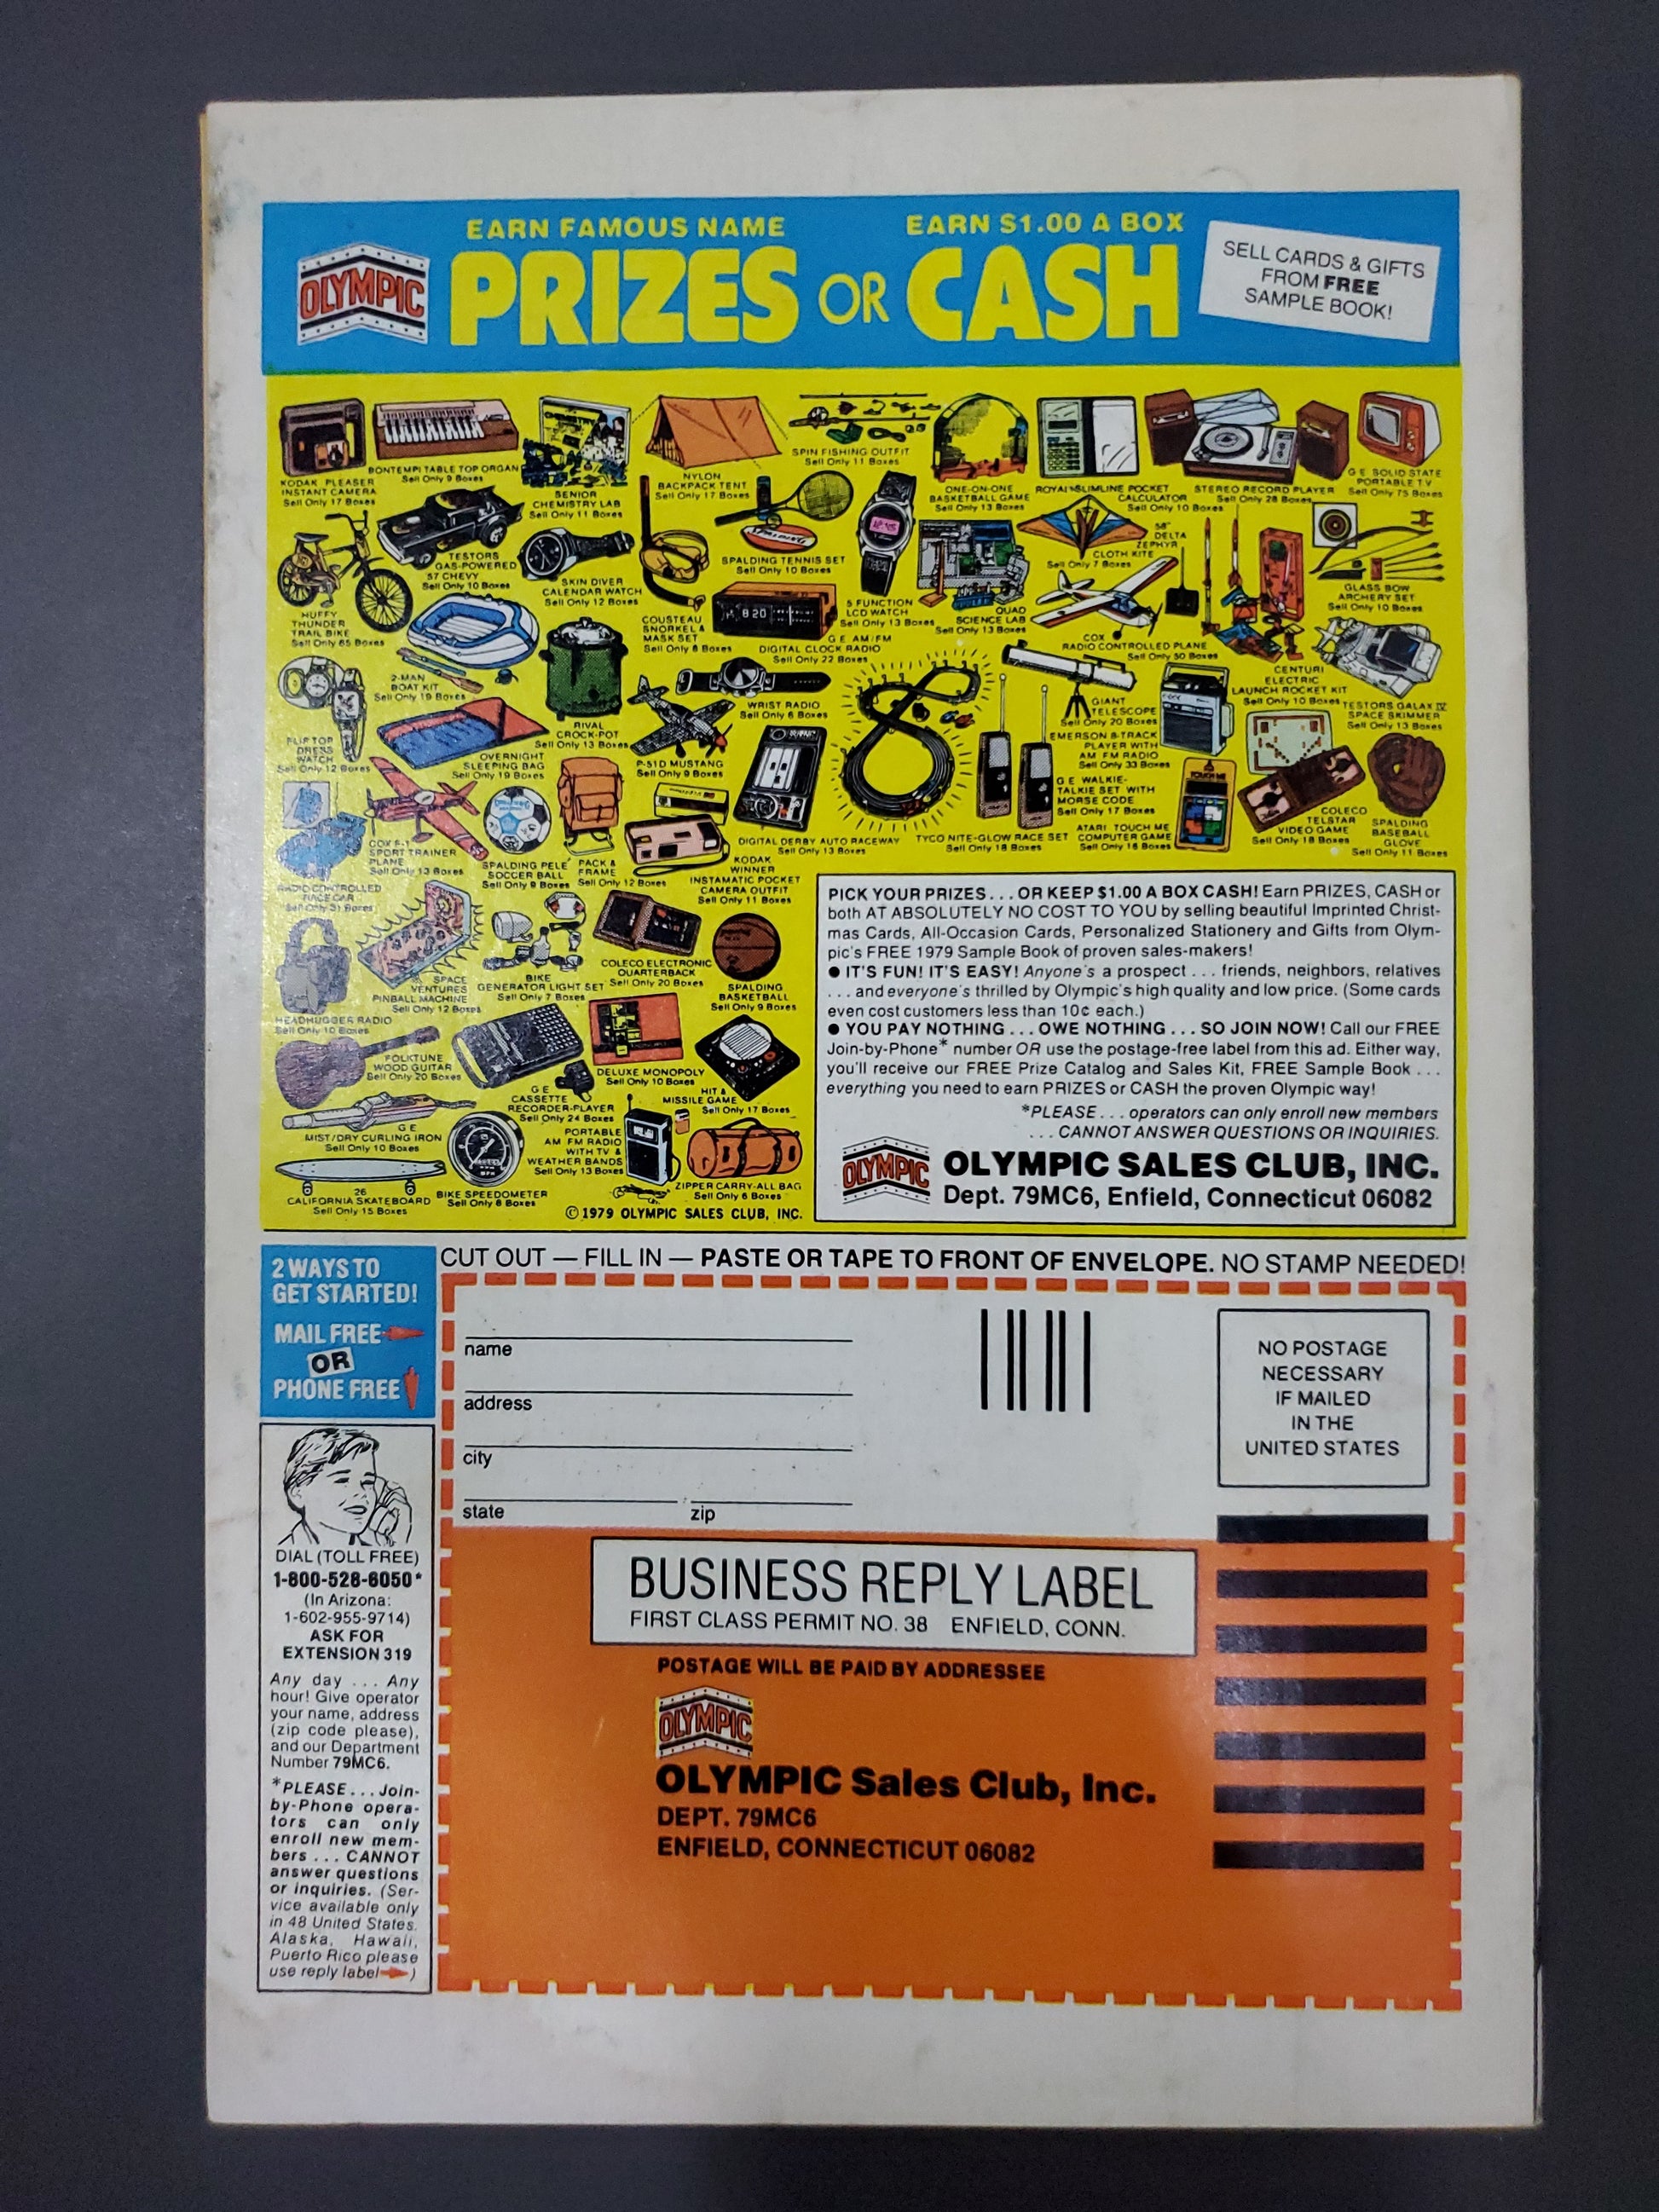 EARN FAMOUS NAME
EARN $1.00 A BOX
OLYMPIC
PRIZES OR CASH
SELL CARDS & GIFTS
FROM FREE
SAMPLE BOOK!
KODAK PLEASER
INSTANT CAMERA
Sell Only 17 Boxes
BONTEMPI TABLE TOP ORGAN
Sell Only 9 Boxes
SENIOR
CHEMISTRY LAB
Sell Only 11 Boxes
NYLON
BACKPACK TENT
Sell Only 17 Boxes
SPIN FISHING OUTFIT
Sell Only 11 Boxes
ONE-ON-ONE
BASKETBALL GAME
Sell Only 13 Boxes
ROYAL SLIMLINE POCKET
CALCULATOR
Sell Only 10 Boxes
STEREO RECORD PLAYER
Sell Only 28 Boxes
G E SOLID STATE
PORTABLE TV
Sell Only 75 Boxes
HUFFY
THUNDER
TRAIL BIKE
Sell Only 65 Boxes
TESTORS
GAS-POWERED
57 CHEVY
Sell Only 10 Boxes
SKIN DIVER
CALENDAR WATCH
Sell Only 12 Boxes
COUSTEAU
SNORKEL &
MASK SET
Sell Only 8 Boxes
SPALDING
SPALDING TENNIS SET
Sell Only 10 Boxes
8 20
G E AM/FM
DIGITAL CLOCK RADIO
Sell Only 22 Boxes
5 FUNCTION
LCD WATCH
Sell Only 13 Boxes
QUAD
SCIENCE LAB
Sell Only 13 Boxes
58"
DELTA
ZEPHYR
CLOTH KITE
Sell Only 7 Boxes
COX
RADIO CONTROLLED PLANE
Sell Only 50 Boxes
CENTURI
ELECTRIC
LAUNCH ROCKET KIT
Sell Only 10 Boxes
GLASS BOW
ARCHERY SET
Sell Only 10 Boxes
TESTORS GALAX IV
SPACE SKIMMER
Sell Only 13 Boxes
FLIP TOP
DRESS
WATCH
Sell Only 12 Boxes
2-MAN
BOAT KIT
Sell Only 19 Boxes
OVERNIGHT
SLEEPING BAG
Sell Only 19 Boxes
RIVAL
CROCK-POT
Sell Only 13 Boxes
P-51D MUSTANG
Sell Only 9 Boxes
WRIST RADIO
Sell Only 6 Boxes
DIGITAL DERBY AUTO RACEWAY
Sell Only 13 Boxes
TYCO NITE-GLOW RACE SET
Sell Only 18 Boxes
GIANT
TELESCOPE
Sell Only 20 Boxes
EMERSON 8-TRACK
PLAYER WITH
AM FM RADIO
Sell Only 33 Boxes
G E WALKIE-
TALKIE SET WITH
MORSE CODE
Sell Only 17 Boxes
TOUCH ME
ATARI TOUCH ME
COMPUTER GAME
Sell Only 18 Boxes
COLECO
TELSTAR
VIDEO GAME
Sell Only 18 Boxes
SPALDING
BASEBALL
GLOVE
Sell Only 11 Boxes
RADIO CONTROLLED
RACE CAR
Sell Only 31 Boxes
COX F-1
SPORT TRAINER
PLANE
Sell Only 13 Boxes
SPALDING PELE'
SOCCER BALL
Sell Only 9 Boxes
PACK &
FRAME
Sell Only 12 Boxes
KODAK
WINNER
INSTAMATIC POCKET
CAMERA OUTFIT
Sell Only 11 Boxes
HEADHUGGER RADIO
Sell Only 10 Boxes
SPACE
VENTURES
PINBALL MACHINE
Sell Only 12 Boxes
BIKE
GENERATOR LIGHT SET
Sell Only 7 Boxes
COLECO ELECTRONIC
QUARTERBACK
Sell Only 20 Boxes
SPALDING
BASKETBALL
Sell Only 9 Boxes
FOLKTUNE
WOOD GUITAR
Sell Only 20 Boxes
G E
CASSETTE
RECORDER-PLAYER
Sell Only 24 Boxes
DELUXE MONOPOLY
Sell Only 10 Boxes
HIT A
MISSILE GAME
Sell Only 17 Boxes
G E
MIST/DRY CURLING IRON
Sell Only 10 Boxes
26
CALIFORNIA SKATEBOARD
Sell Only 15 Boxes
BIKE SPEEDOMETER
Sell Only 8 Boxes
PORTABLE
AM FM RADIO
WITH TV &
WEATHER BANDS
Sell Only 13 Boxes
ZIPPER CARRY-ALL BAG
Sell Only 6 Boxes
© 1979 OLYMPIC SALES CLUB, INC.
PICK YOUR PRIZES . . . OR KEEP $1.00 A BOX CASH! Earn PRIZES, CASH or
both AT ABSOLUTELY NO COST TO YOU by selling beautiful Imprinted Christ-
mas Cards, All-Occasion Cards, Personalized Stationery and Gifts from Olym-
pic's FREE 1979 Sample Book of proven sales-makers!
● IT'S FUN! IT'S EASY! Anyone's a prospect . . . friends, neighbors, relatives
. . . and everyone's thrilled by Olympic's high quality and low price. (Some cards
even cost customers less than 10¢ each.)
● YOU PAY NOTHING . . . OWE NOTHING . . . SO JOIN NOW! Call our FREE
Join-by-Phone* number OR use the postage-free label from this ad. Either way,
you'll receive our FREE Prize Catalog and Sales Kit, FREE Sample Book . . .
everything you need to earn PRIZES or CASH the proven Olympic way!
*PLEASE . . . operators can only enroll new members
. . . CANNOT ANSWER QUESTIONS OR INQUIRIES.
OLYMPIC
OLYMPIC SALES CLUB, INC.
Dept. 79MC6, Enfield, Connecticut 06082
2 WAYS TO
GET STARTED!
MAIL FREE
OR
PHONE FREE
DIAL (TOLL FREE)
1-800-528-6050*
(In Arizona:
1-602-955-9714)
ASK FOR
EXTENSION 319
Any day . . . Any
hour! Give operator
your name, address
(zip code please),
and our Department
Number 79MC6.
*PLEASE . . . Join-
by-Phone opera-
tors can only
enroll new mem-
bers . . . CANNOT
answer questions
or inquiries. (Ser-
vice available only
in 48 United States.
Alaska, Hawaii,
Puerto Rico please
use reply label )
CUT OUT — FILL IN — PASTE OR TAPE TO FRONT OF ENVELOPE. NO STAMP NEEDED!
name
address
city
state zip
NO POSTAGE
NECESSARY
IF MAILED
IN THE
UNITED STATES
BUSINESS REPLY LABEL
FIRST CLASS PERMIT NO. 38 ENFIELD, CONN.
POSTAGE WILL BE PAID BY ADDRESSEE
OLYMPIC
OLYMPIC Sales Club, Inc.
DEPT. 79MC6
ENFIELD, CONNECTICUT 06082